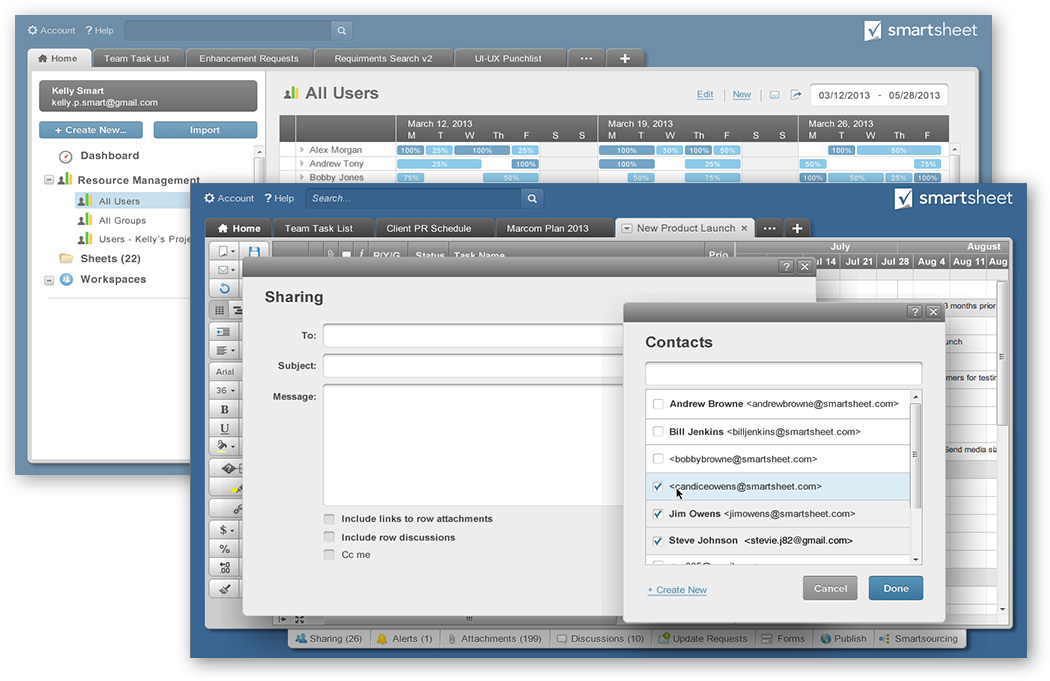 Account ? Help
smartsheet
Home Team Task List Enhancement Requests Requirments Search v2 UI-UX Punchlist ... +
Kelly Smart
kelly.p.smart@gmail.com
+ Create New... Import
Dashboard
Resource Management
All Users
All Groups
Users - Kelly's Proje
Sheets (22)
Workspaces
All Users
Edit New 03/12/2013 - 05/28/2013
March 12, 2013 March 19, 2013 March 26, 2013
M T W Th F S S M T W Th F S S M T W Th F
Alex Morgan 100% 25% 100% 25% 100% 50% 100% 50% 100% 50%
Andrew Tony 25% 100% 100% 25% 50% 75%
Bobby Jones 75% 50% 50% 75% 100% 50% 25% 100%
Account ? Help Search...
smartsheet
Home Team Task List Client PR Schedule Marcom Plan 2013 New Product Launch × ... +
R/Y/G Status Task Name Prio
July August
Jul 14 Jul 21 Jul 28 Aug 4 Aug 11 Aug
3 months prior
unch
mers for testin
Send media siz
Arial
36
B
U
$
%
Sharing
To:
Subject:
Message:
Include links to row attachments
Include row discussions
Cc me
Contacts
Andrew Browne <andrewbrowne@smartsheet.com>
Bill Jenkins <billjenkins@smartsheet.com>
<bobbybrowne@smartsheet.com>
<candiceowens@smartsheet.com>
Jim Owens <jimowens@smartsheet.com>
Steve Johnson <stevie.j82@gmail.com>
+ Create New Cancel Done
Sharing (26) Alerts (1) Attachments (199) Discussions (10) Update Requests Forms Publish Smartsourcing